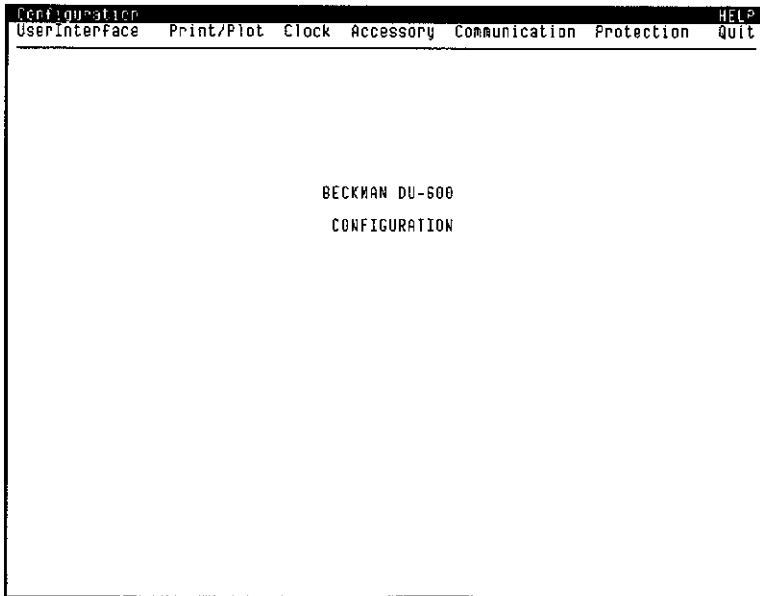 Configuration HELP
UserInterface Print/Plot Clock Accessory Communication Protection Quit
BECKMAN DU-600
CONFIGURATION